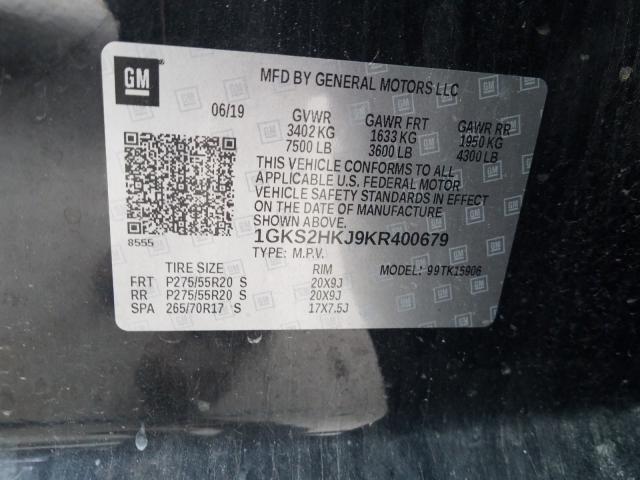 GM
MFD BY GENERAL MOTORS LLC
06/19 GVWR GAWR FRT GAWR RR
3402 KG 1633 KG 1950 KG
7500 LB 3600 LB 4300 LB
THIS VEHICLE CONFORMS TO ALL
APPLICABLE U.S. FEDERAL MOTOR
VEHICLE SAFETY STANDARDS IN EFFECT
ON THE DATE OF MANUFACTURE
SHOWN ABOVE.
8555
1GKS2HKJ9KR400679
TYPE: M.P.V. MODEL: 99TK15906
TIRE SIZE RIM
FRT P275/55R20 S 20X9J
RR P275/55R20 S 20X9J
SPA 265/70R17 S 17X7.5J